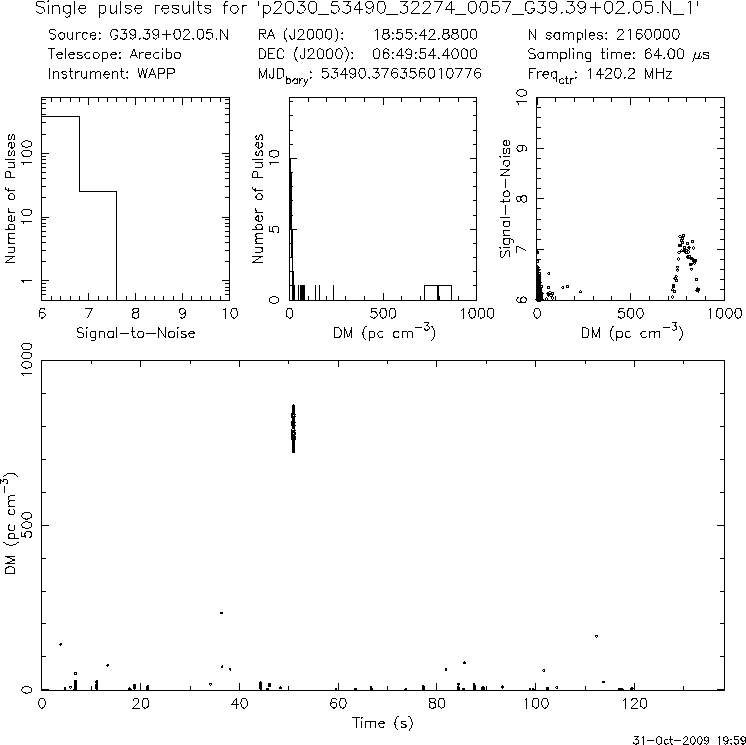 Single pulse results for 'p2030_53490_32274_0057_G39.39+02.05.N_1'
Source: G39.39+02.05.N RA (J2000): 18:55:42.8800 N samples: 2160000
Telescope: Arecibo DEC (J2000): 06:49:54.4000 Sampling time: 64.00 μs
Instrument: WAPP MJD_bary: 53490.376356010776 Freq_ctr: 1420.2 MHz
Number of Pulses
100
10
1
6 7 8 9 10
Signal-to-Noise
Number of Pulses
10
5
0
0 500 1000
DM (pc cm^-3)
Signal-to-Noise
10
9
8
7
6
0 500 1000
DM (pc cm^-3)
DM (pc cm^-3)
1000
500
0
0 20 40 60 80 100 120
Time (s)
31-Oct-2009 19:59